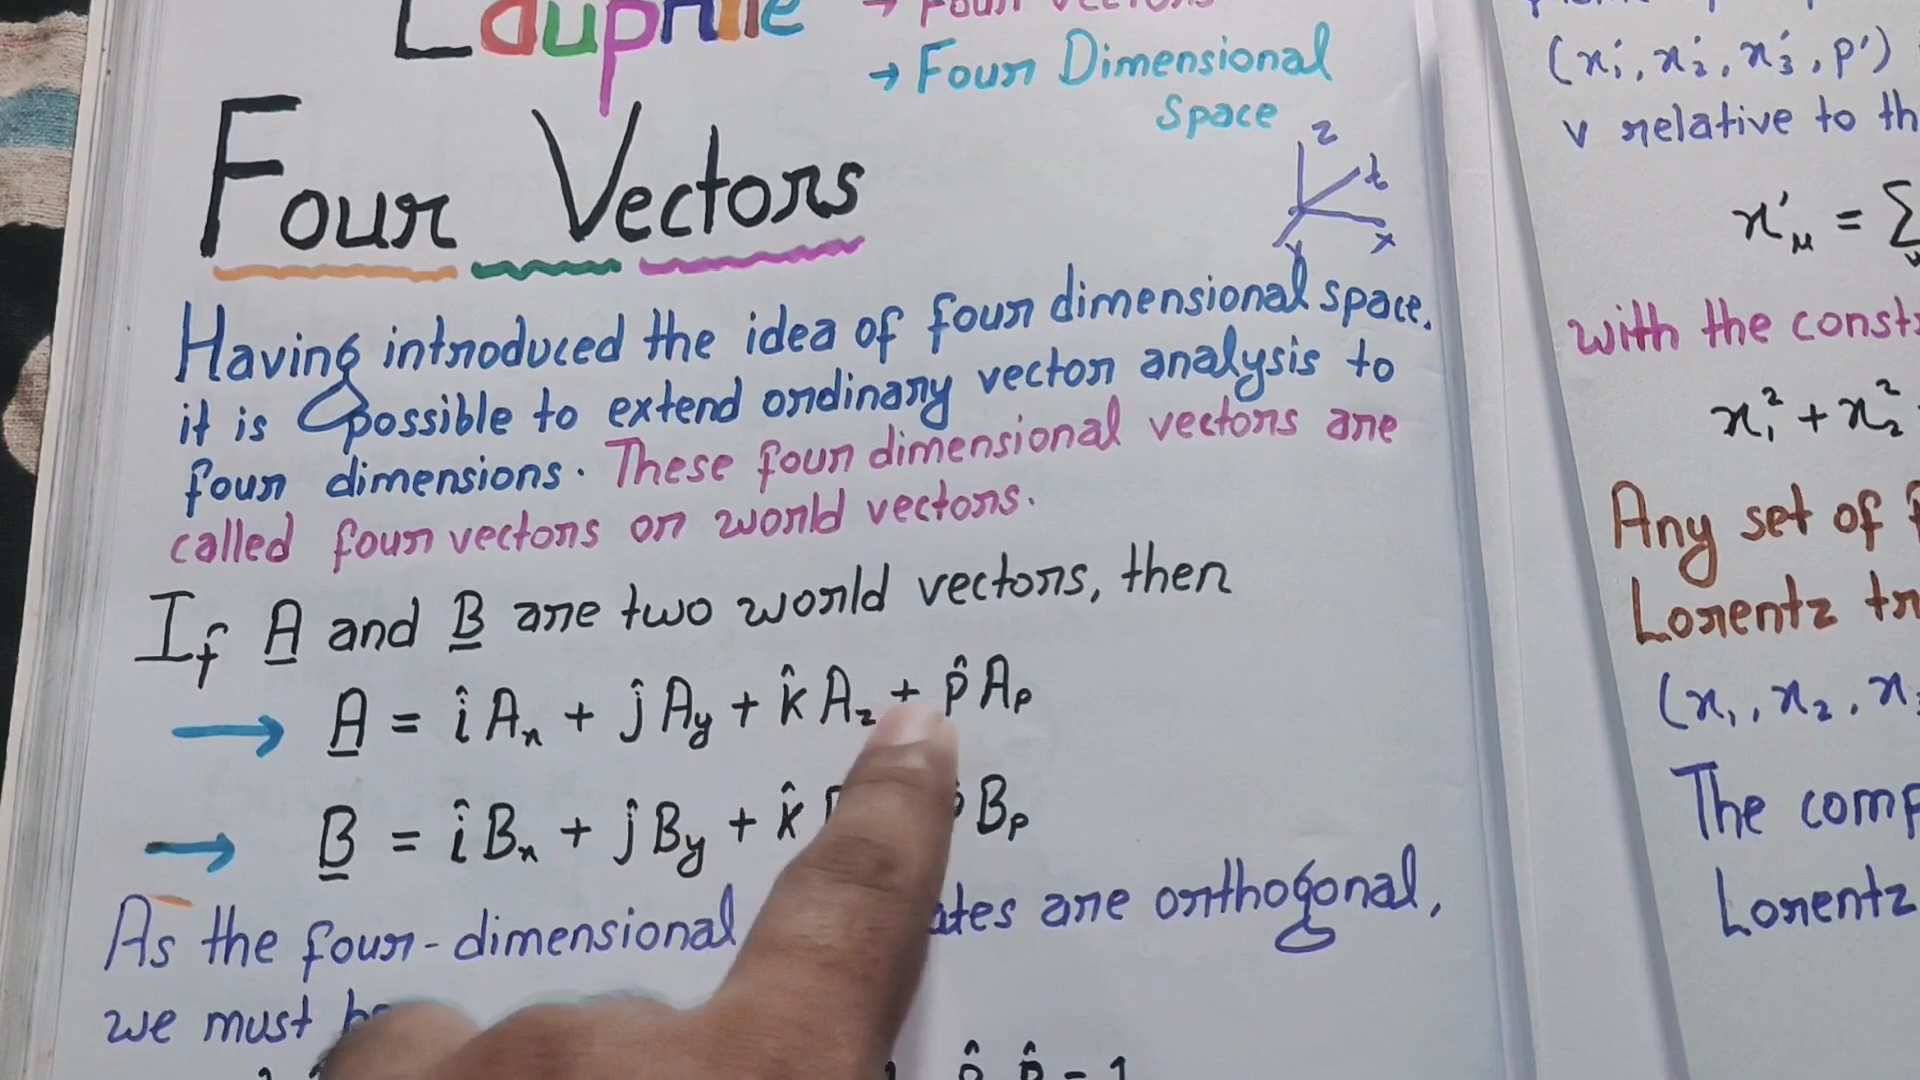 Eduphile → Four Vectors
→ Four Dimensional
Space
Four Vectors
z
t
x
y
Having introduced the idea of four dimensional space,
it is possible to extend ordinary vector analysis to
four dimensions. These four dimensional vectors are
called four vectors or world vectors.
If A and B are two world vectors, then
→ A = î Ax + ĵ Ay + k̂ Az + p̂ Ap
→ B = î Bx + ĵ By + k̂ Bp
As the four-dimensional are orthogonal,
we must
p̂ p̂ = 1
(x₁', x₂', x₃', p')
v relative to th
x'μ = Σ
with the
x₁² + x₂²
Any set of
Lorentz tr
(x₁, x₂, x
The comp
Lorentz